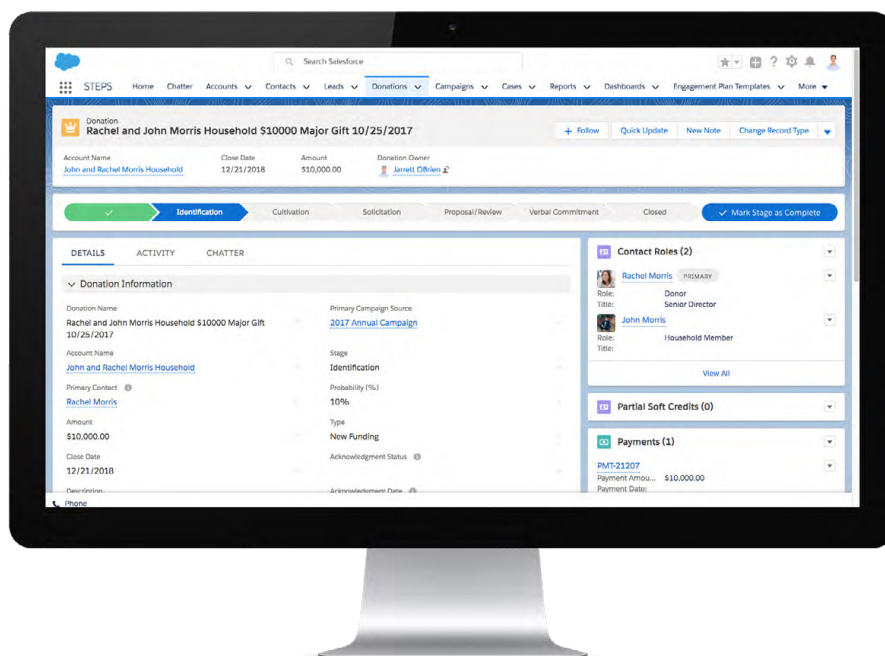 Search Salesforce
STEPS Home Chatter Accounts Contacts Leads Donations Campaigns Cases Reports Dashboards Engagement Plan Templates More
Donation
Rachel and John Morris Household $10000 Major Gift 10/25/2017
+ Follow Quick Update New Note Change Record Type
Account Name Close Date Amount Donation Owner
John and Rachel Morris Household 12/21/2018 $10,000.00 Jarrett OBrien
Identification Cultivation Solicitation Proposal/Review Verbal Commitment Closed Mark Stage as Complete
DETAILS ACTIVITY CHATTER
Donation Information
Donation Name Primary Campaign Source
Rachel and John Morris Household $10000 Major Gift 2017 Annual Campaign
10/25/2017
Account Name Stage
John and Rachel Morris Household Identification
Primary Contact Probability (%)
Rachel Morris 10%
Amount Type
$10,000.00 New Funding
Close Date Acknowledgment Status
12/21/2018
Description Acknowledgment Date
Contact Roles (2)
Rachel Morris PRIMARY
Role: Donor
Title: Senior Director
John Morris
Role: Household Member
Title:
View All
Partial Soft Credits (0)
Payments (1)
PMT-21207
Payment Amou... $10,000.00
Payment Date:
Phone